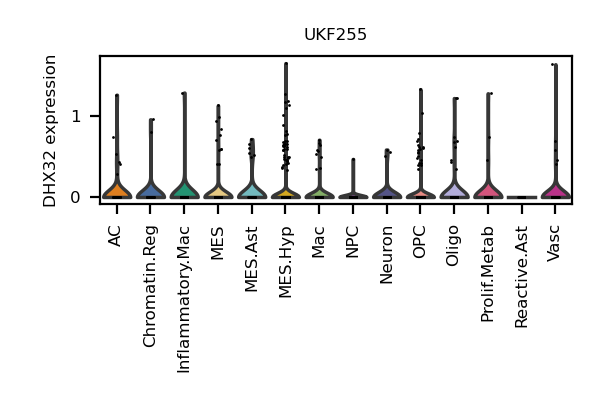 UKF255
DHX32 expression
1
0
AC
Chromatin.Reg
Inflammatory.Mac
MES
MES.Ast
MES.Hyp
Mac
NPC
Neuron
OPC
Oligo
Prolif.Metab
Reactive.Ast
Vasc